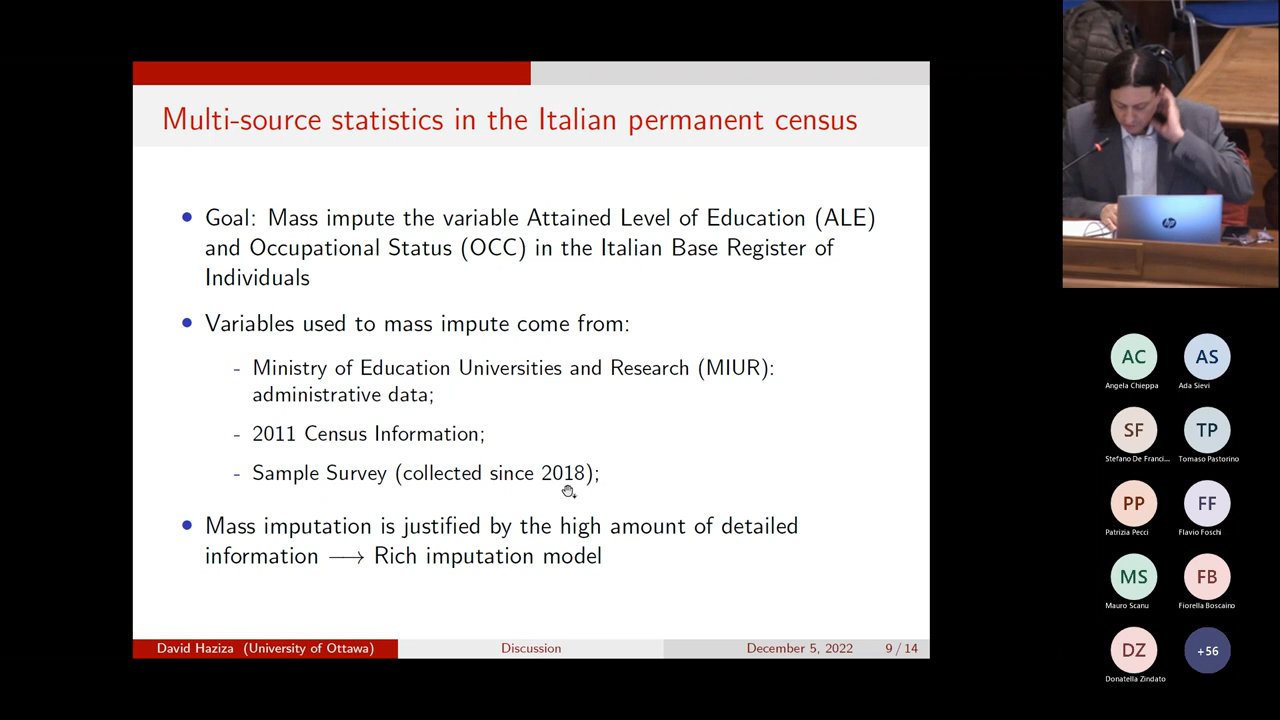 Multi-source statistics in the Italian permanent census
• Goal: Mass impute the variable Attained Level of Education (ALE)
and Occupational Status (OCC) in the Italian Base Register of
Individuals
• Variables used to mass impute come from:
- Ministry of Education Universities and Research (MIUR):
administrative data;
- 2011 Census Information;
- Sample Survey (collected since 2018);
• Mass imputation is justified by the high amount of detailed
information ⟶ Rich imputation model
David Haziza (University of Ottawa)
Discussion
December 5, 2022
9 / 14
hp
AC
AS
Angela Chieppa
Ada Sievi
SF
TP
Stefano De Franci...
Tomaso Pastorino
PP
FF
Patrizia Pecci
Flavio Foschi
MS
FB
Mauro Scanu
Fiorella Boscaino
DZ
+56
Donatella Zindato